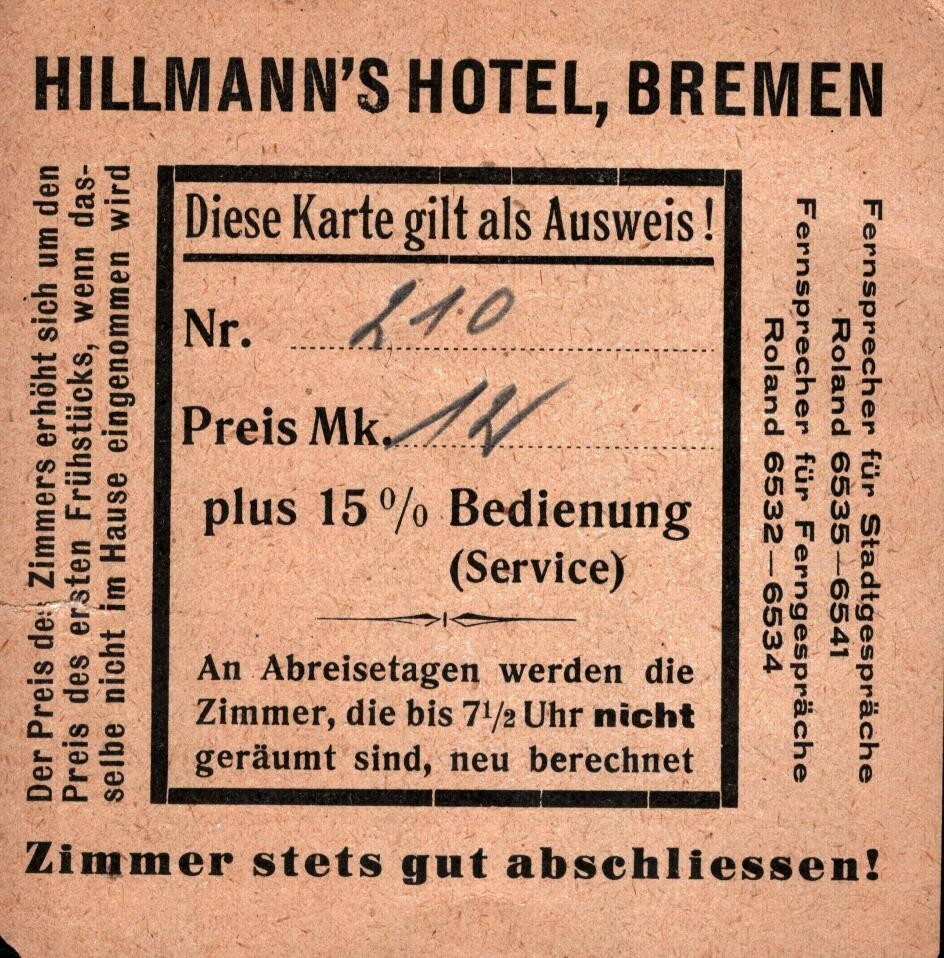 HILLMANN'S HOTEL, BREMEN
Der Preis des Zimmers erhöht sich um den
Preis des ersten Frühstücks, wenn das-
selbe nicht im Hause eingenommen wird
Diese Karte gilt als Ausweis!
Nr. 210
Preis Mk. 12
plus 15 % Bedienung
(Service)
An Abreisetagen werden die
Zimmer, die bis 7 1/2 Uhr nicht
geräumt sind, neu berechnet
Fernsprecher für Stadtgespräche
Roland 6535—6541
Fernsprecher für Ferngespräche
Roland 6532—6534
Zimmer stets gut abschliessen!